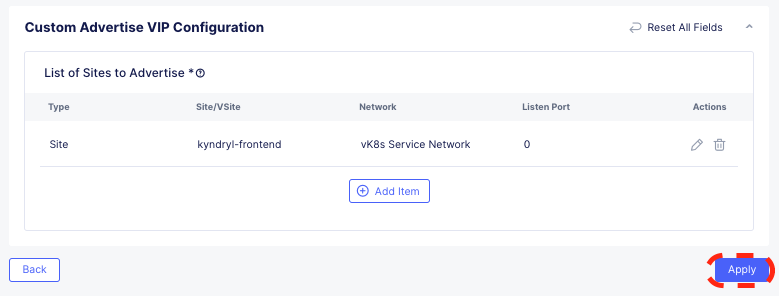 Custom Advertise VIP Configuration
Reset All Fields
List of Sites to Advertise *
Type Site/VSite Network Listen Port Actions
Site kyndryl-frontend vK8s Service Network 0
Add Item
Back
Apply